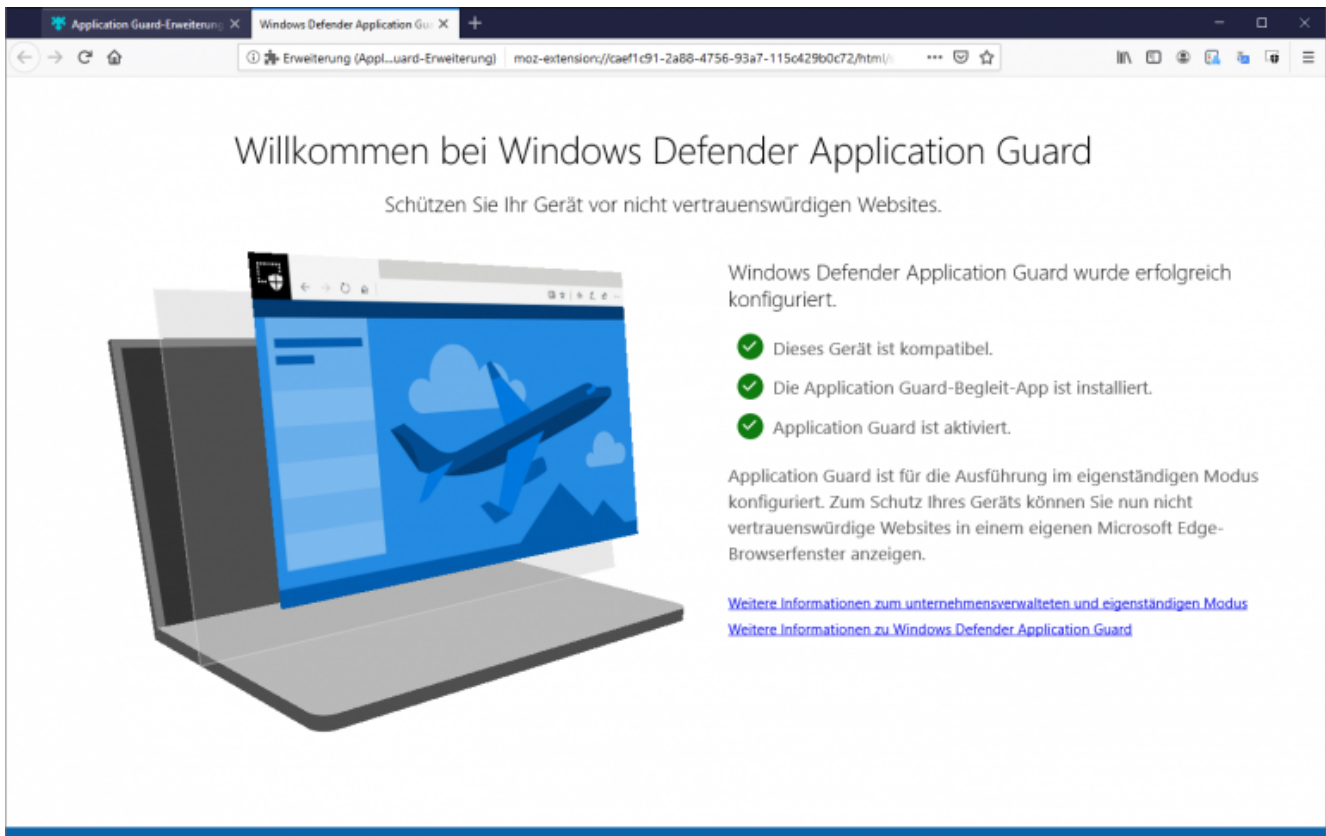 Application Guard-Erweiterung
Windows Defender Application Gu
Erweiterung (Appl...uard-Erweiterung)
moz-extension://caef1c91-2a88-4756-93a7-115c429b0c72/html/
Willkommen bei Windows Defender Application Guard
Schützen Sie Ihr Gerät vor nicht vertrauenswürdigen Websites.
Windows Defender Application Guard wurde erfolgreich
konfiguriert.
Dieses Gerät ist kompatibel.
Die Application Guard-Begleit-App ist installiert.
Application Guard ist aktiviert.
Application Guard ist für die Ausführung im eigenständigen Modus
konfiguriert. Zum Schutz Ihres Geräts können Sie nun nicht
vertrauenswürdige Websites in einem eigenen Microsoft Edge-
Browserfenster anzeigen.
Weitere Informationen zum unternehmensverwalteten und eigenständigen Modus
Weitere Informationen zu Windows Defender Application Guard